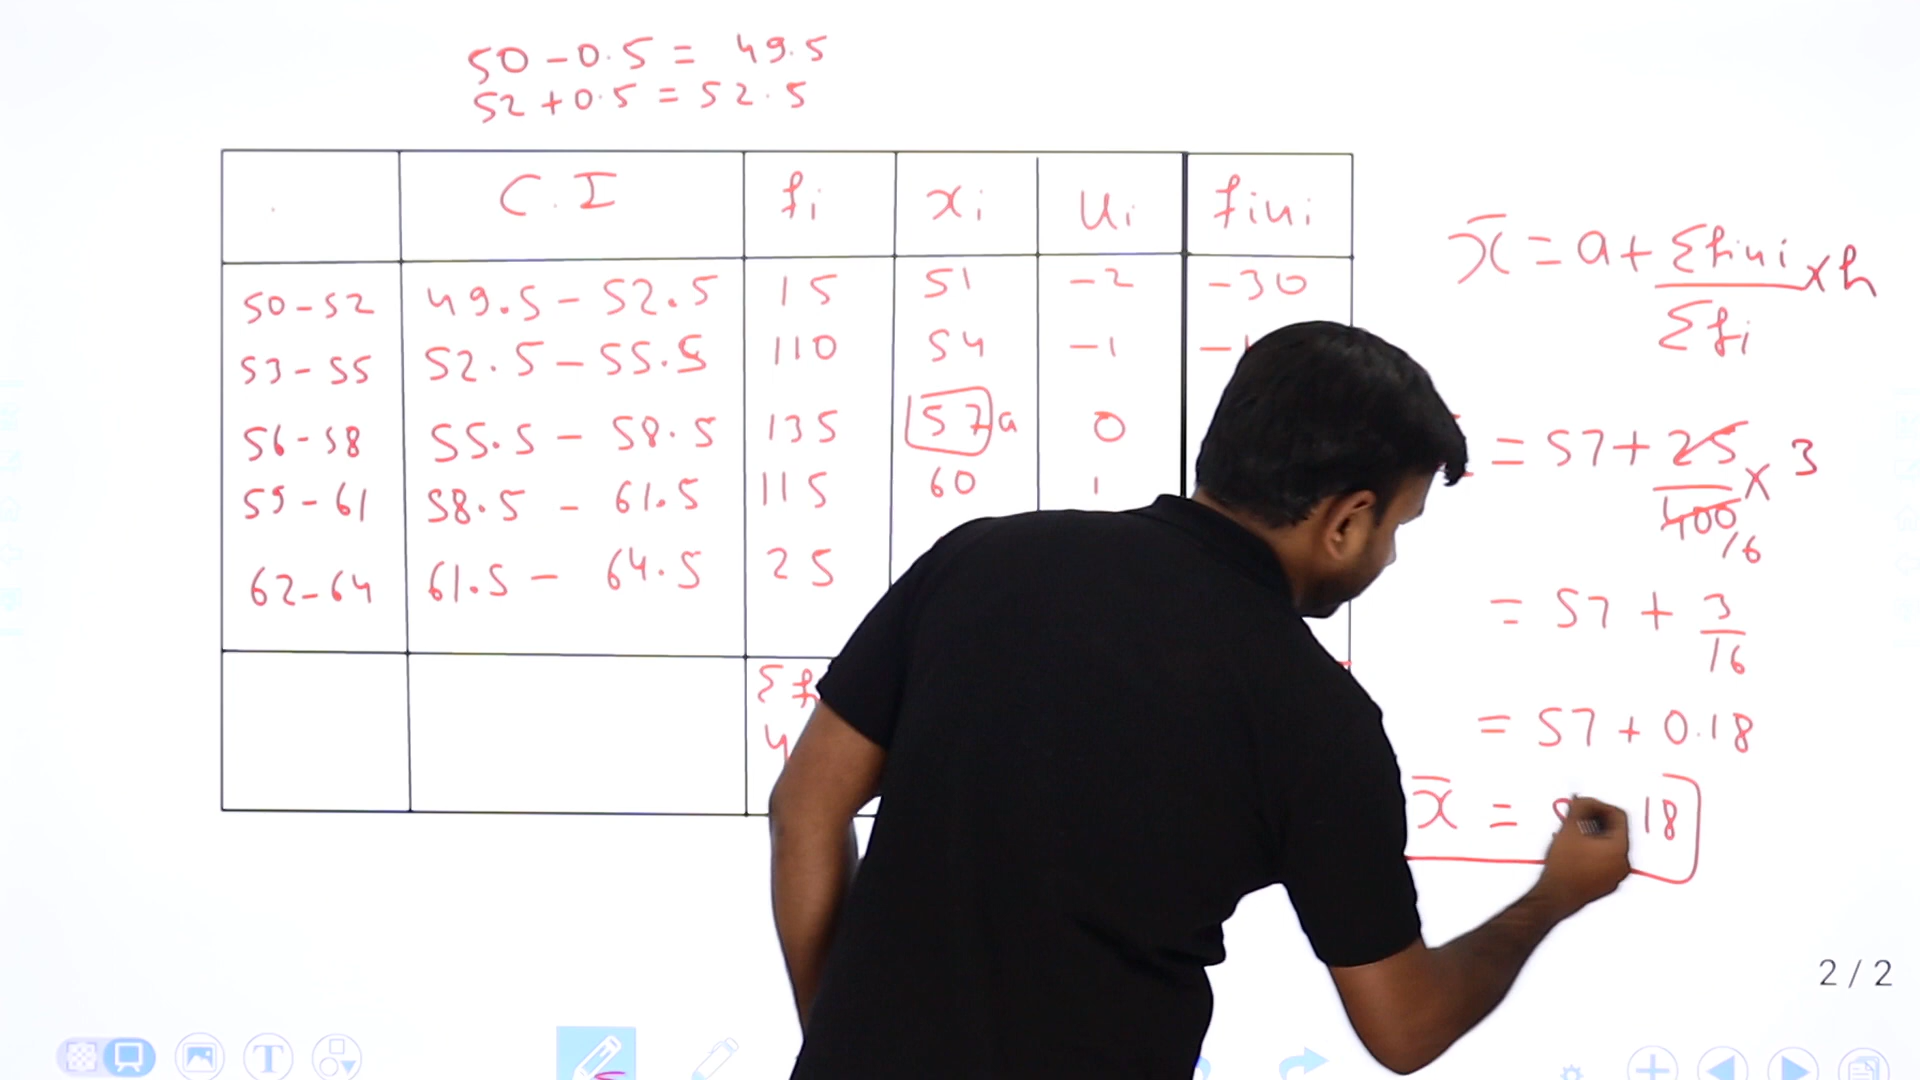 50 - 0.5 = 49.5
52 + 0.5 = 52.5
C.I fi xi ui fiui
50-52 49.5 - 52.5 15 51 -2 -30
53-55 52.5 - 55.5 110 54 -1
56-58 55.5 - 58.5 135 57 a 0
59-61 58.5 - 61.5 115 60 1
62-64 61.5 - 64.5 25
x̄ = a + Σfiui/Σfi × h
= 57 + 25/400 × 3
16
= 57 + 3/16
= 57 + 0.18
x̄ = 18
2 / 2
T